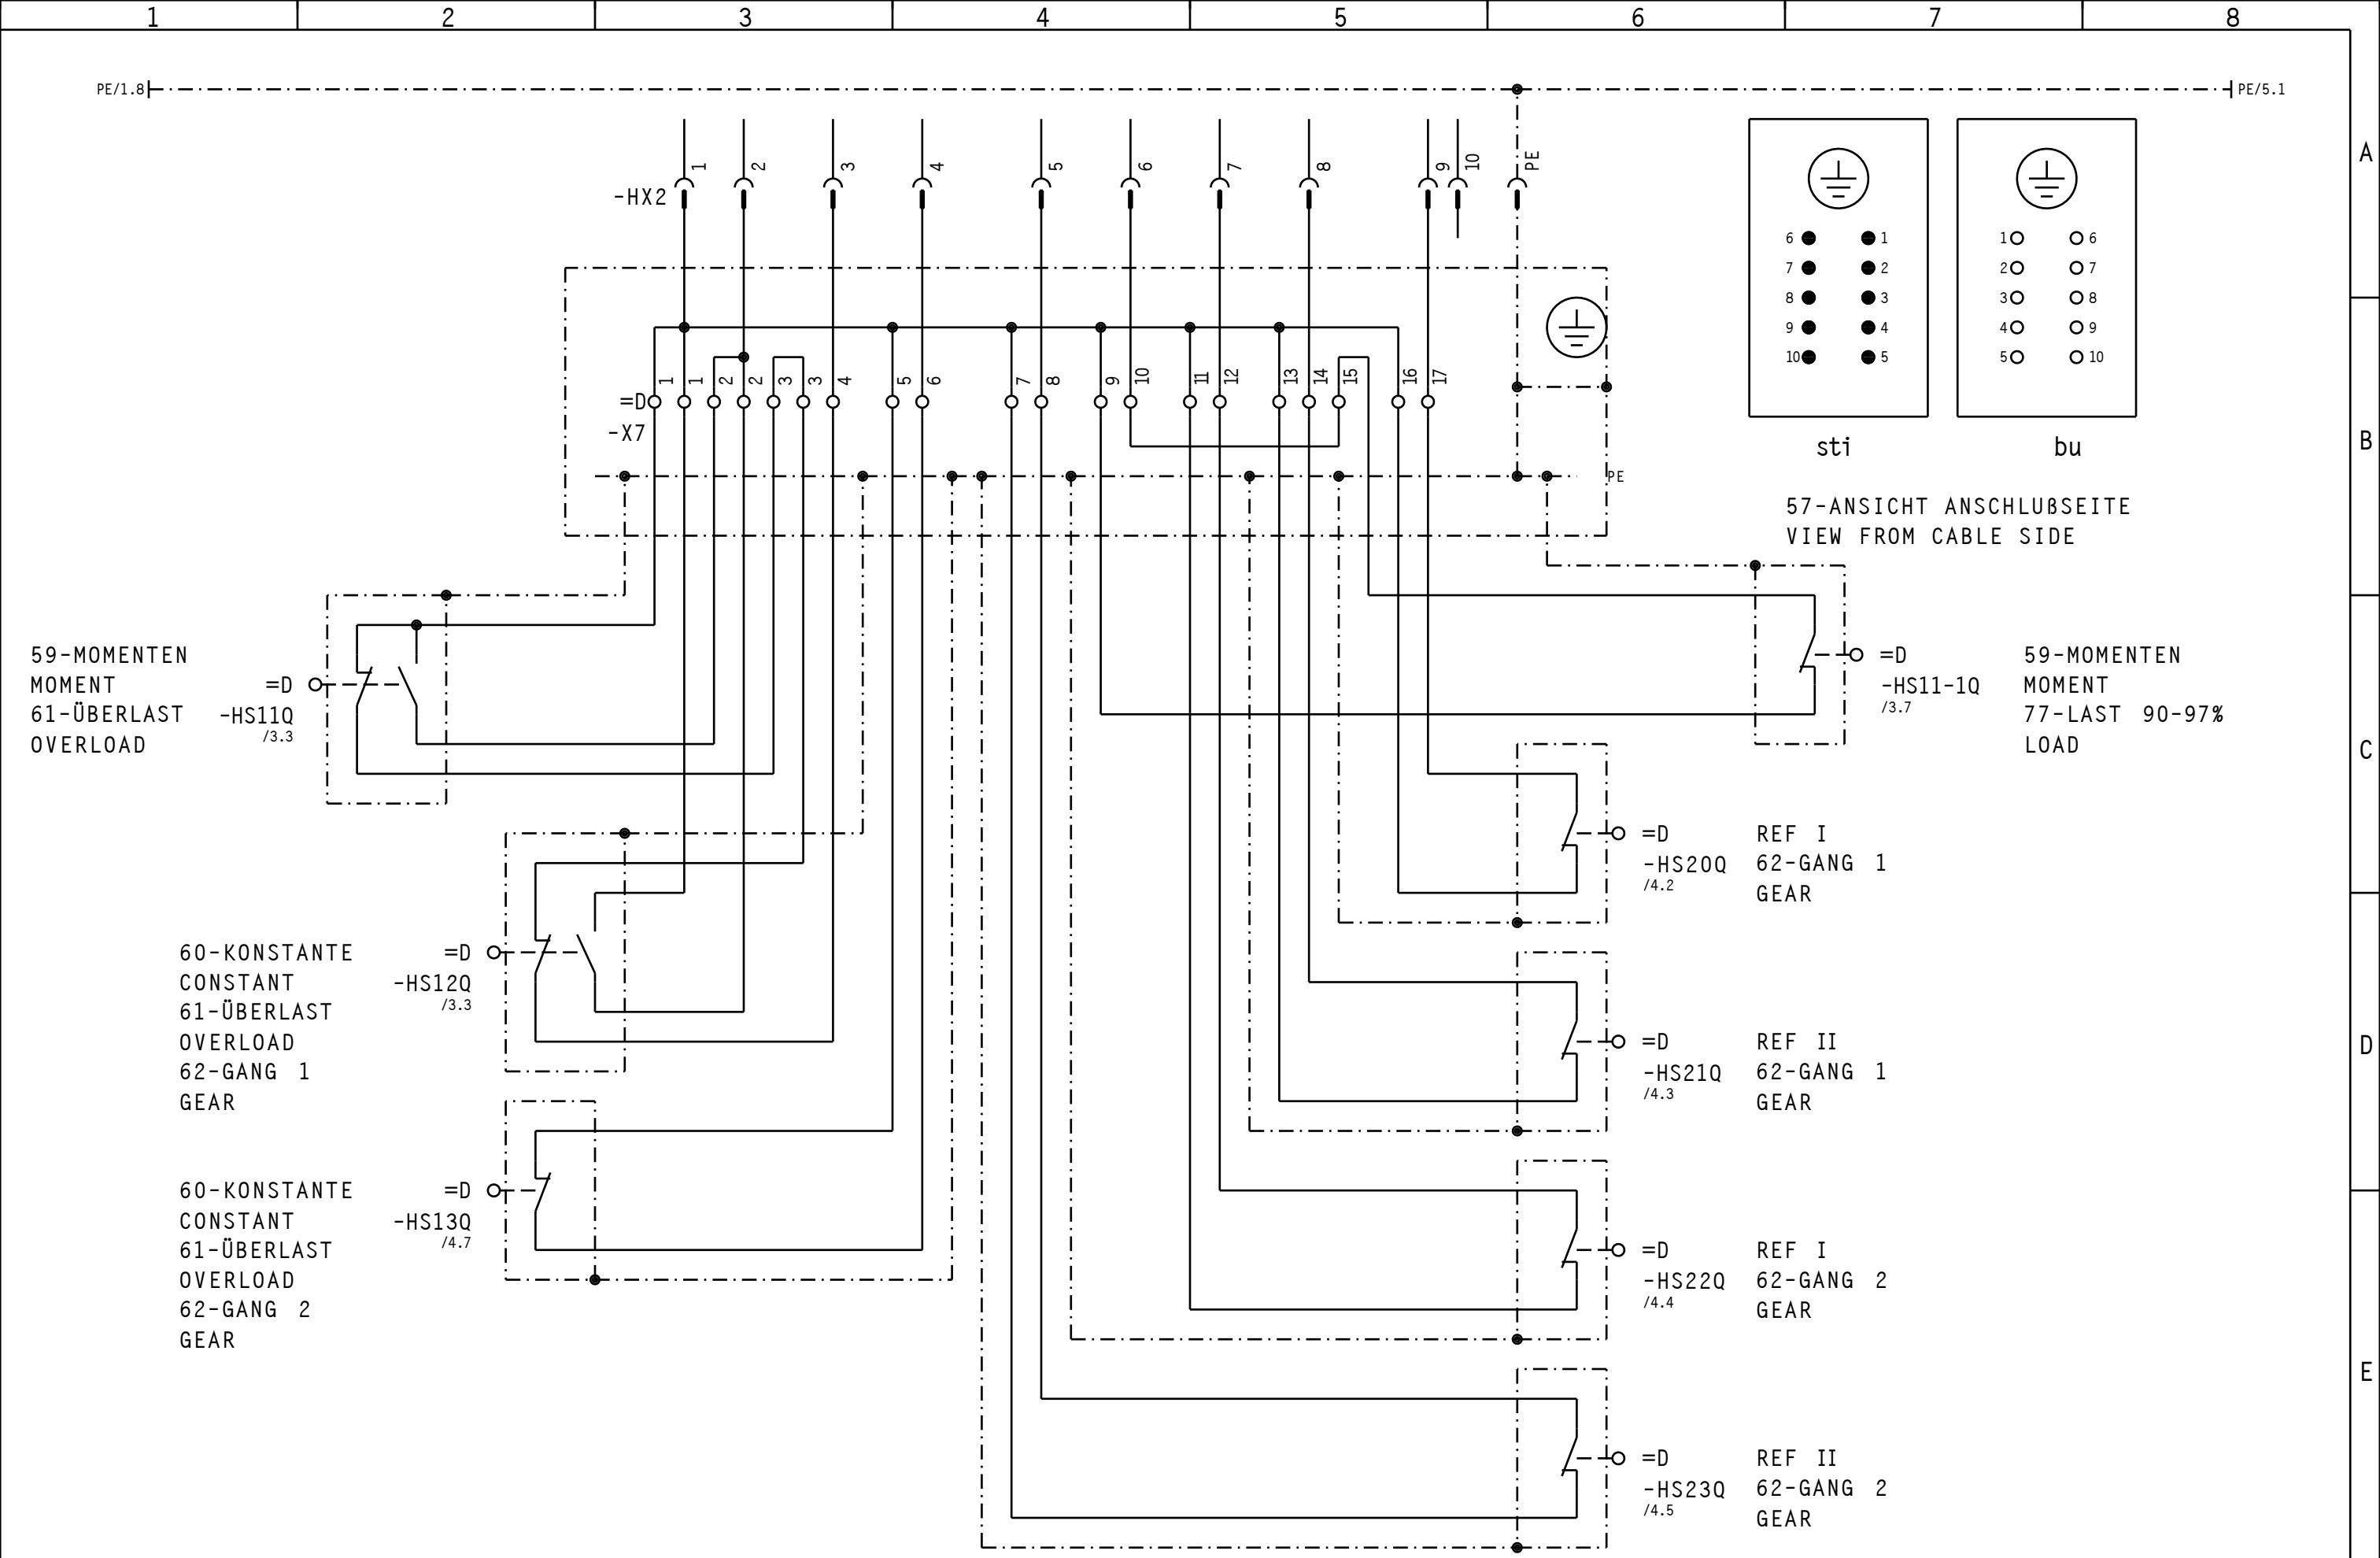 1 2 3 4 5 6 7 8
PE/1.8 PE/5.1
A
B
C
D
E
-HX2 1 2 3 4 5 6 7 8 9 10 PE
=D 1 1 2 2 3 3 4 5 6 7 8 9 10 11 12 13 14 15 16 17
-X7
PE
6 1
7 2
8 3
9 4
10 5
sti
1 6
2 7
3 8
4 9
5 10
bu
57-ANSICHT ANSCHLUßSEITE
VIEW FROM CABLE SIDE
59-MOMENTEN
MOMENT
61-ÜBERLAST
OVERLOAD
=D
-HS11Q
/3.3
=D
-HS11-1Q
/3.7
59-MOMENTEN
MOMENT
77-LAST 90-97%
LOAD
60-KONSTANTE
CONSTANT
61-ÜBERLAST
OVERLOAD
62-GANG 1
GEAR
=D
-HS12Q
/3.3
=D
-HS20Q
/4.2
REF I
62-GANG 1
GEAR
=D
-HS21Q
/4.3
REF II
62-GANG 1
GEAR
60-KONSTANTE
CONSTANT
61-ÜBERLAST
OVERLOAD
62-GANG 2
GEAR
=D
-HS13Q
/4.7
=D
-HS22Q
/4.4
REF I
62-GANG 2
GEAR
=D
-HS23Q
/4.5
REF II
62-GANG 2
GEAR